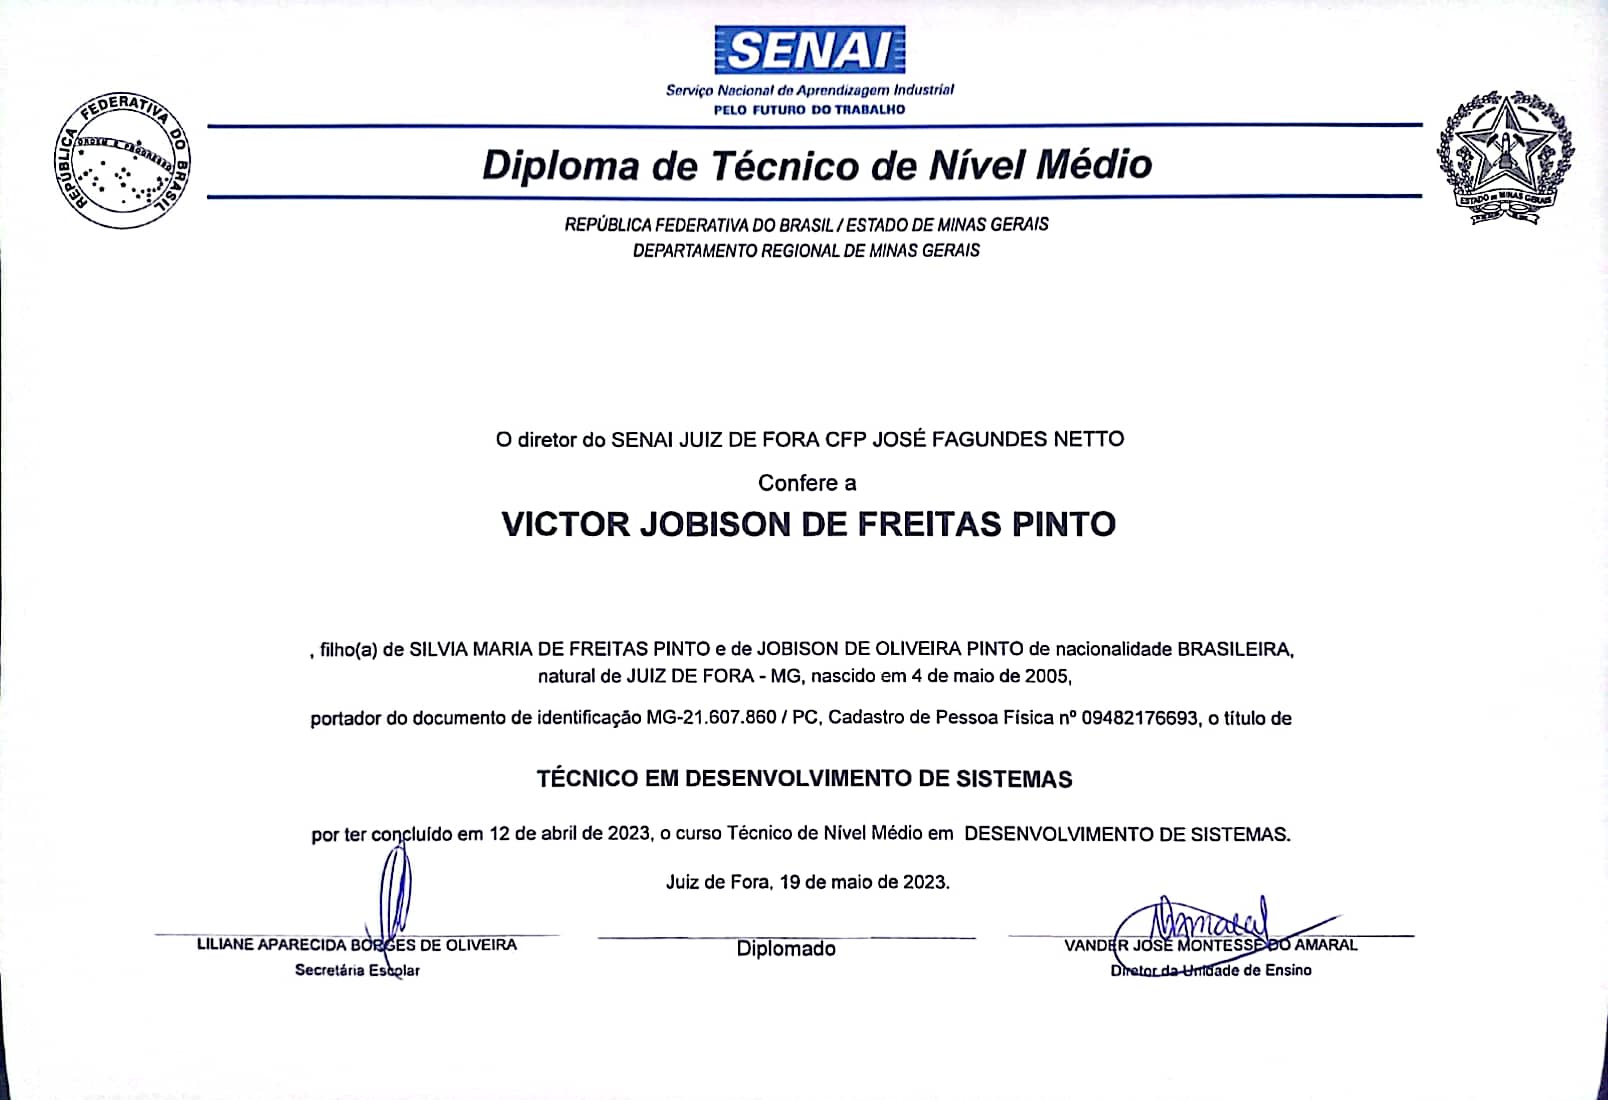 SENAI
Serviço Nacional de Aprendizagem Industrial
PELO FUTURO DO TRABALHO
REPÚBLICA FEDERATIVA DO BRASIL
ORDEM E PROGRESSO
Diploma de Técnico de Nível Médio
ESTADO DE MINAS GERAIS
REPÚBLICA FEDERATIVA DO BRASIL / ESTADO DE MINAS GERAIS
DEPARTAMENTO REGIONAL DE MINAS GERAIS
O diretor do SENAI JUIZ DE FORA CFP JOSÉ FAGUNDES NETTO
Confere a
VICTOR JOBISON DE FREITAS PINTO
, filho(a) de SILVIA MARIA DE FREITAS PINTO e de JOBISON DE OLIVEIRA PINTO de nacionalidade BRASILEIRA,
natural de JUIZ DE FORA - MG, nascido em 4 de maio de 2005,
portador do documento de identificação MG-21.607.860 / PC, Cadastro de Pessoa Física nº 09482176693, o título de
TÉCNICO EM DESENVOLVIMENTO DE SISTEMAS
por ter concluído em 12 de abril de 2023, o curso Técnico de Nível Médio em DESENVOLVIMENTO DE SISTEMAS.
Juiz de Fora, 19 de maio de 2023.
LILIANE APARECIDA BORGES DE OLIVEIRA
Secretária Escolar
Diplomado
VANDER JOSÉ MONTESSE DO AMARAL
Diretor da Unidade de Ensino